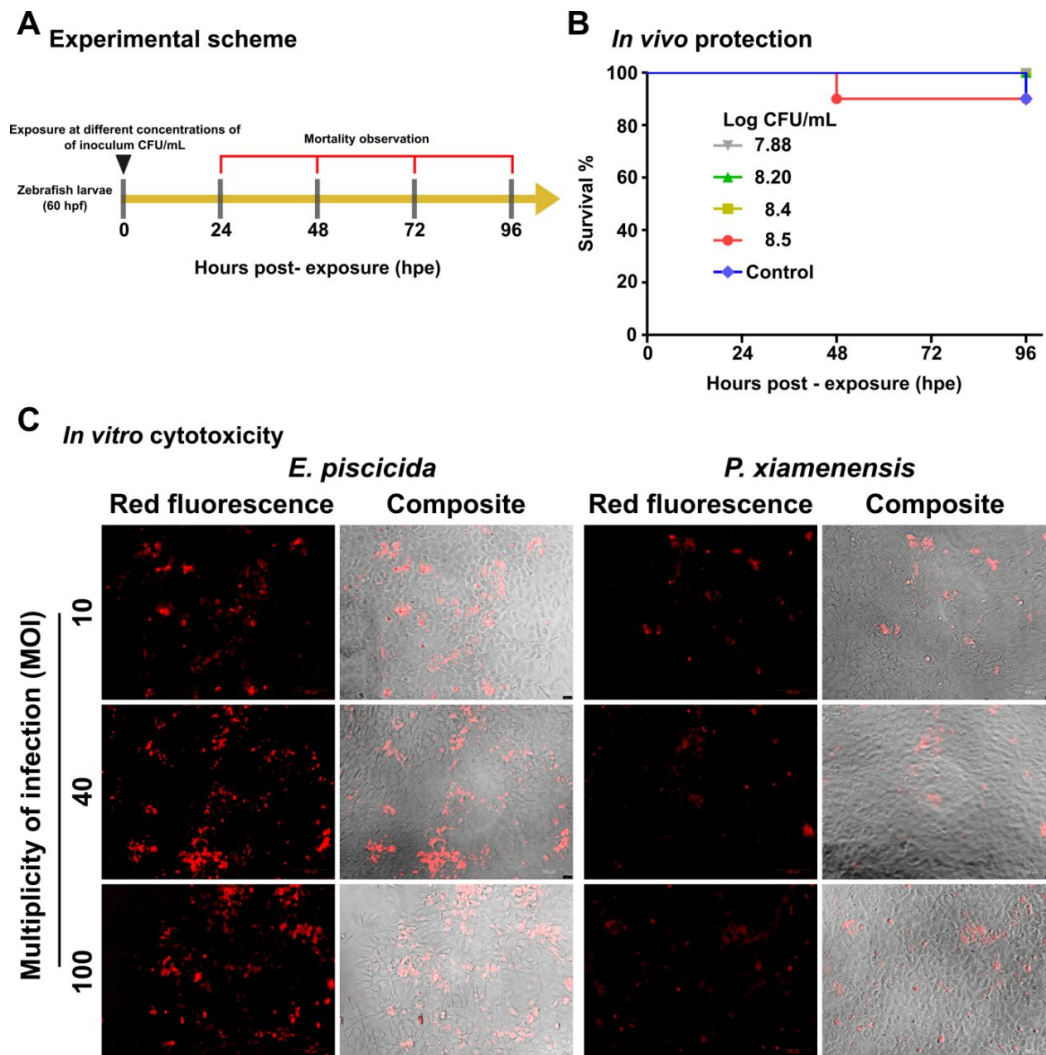 A Experimental scheme
Exposure at different concentrations of
of inoculum CFU/mL
Mortality observation
Zebrafish larvae
(60 hpf)
0 24 48 72 96
Hours post- exposure (hpe)
B In vivo protection
100
80
60
40
20
0
Survival %
Log CFU/mL
7.88
8.20
8.4
8.5
Control
0 24 48 72 96
Hours post - exposure (hpe)
C In vitro cytotoxicity
E. piscicida P. xiamenensis
Red fluorescence Composite Red fluorescence Composite
Multiplicity of infection (MOI)
10
40
100